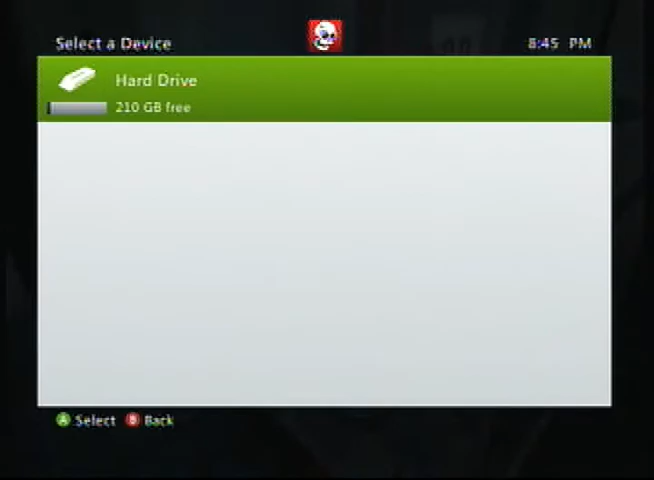 Select a Device
8:45 PM
Hard Drive
210 GB free
A Select B Back